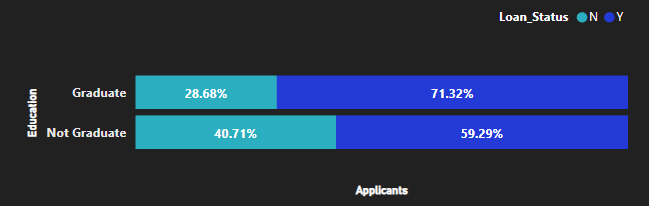 Loan_Status N Y
Education
Graduate 28.68% 71.32%
Not Graduate 40.71% 59.29%
Applicants